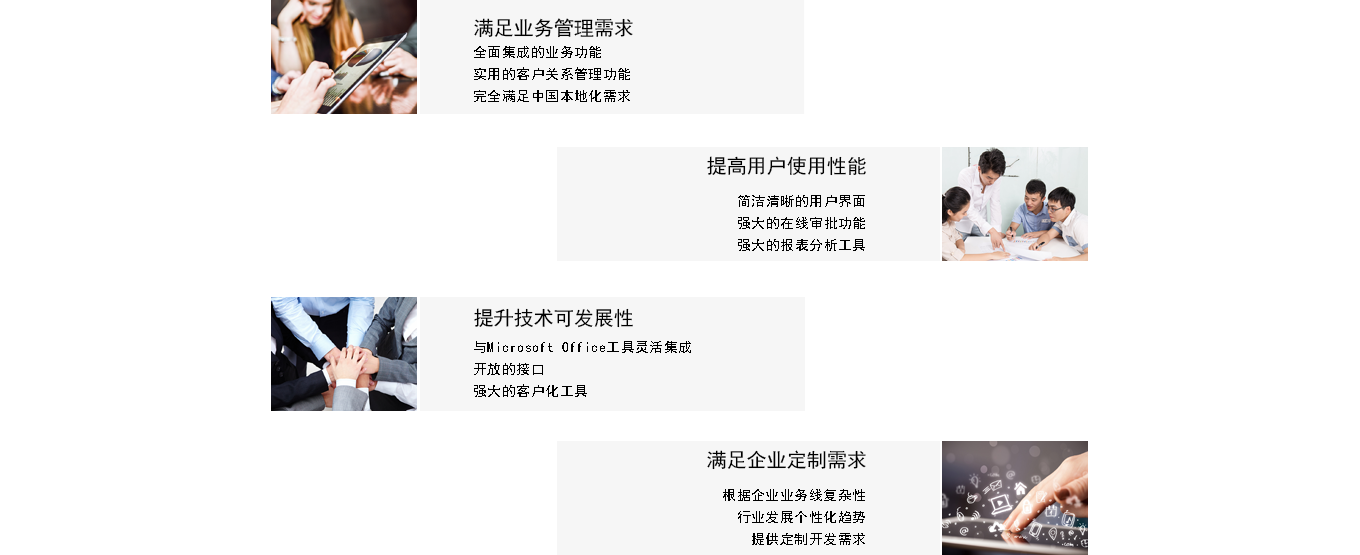 满足业务管理需求
全面集成的业务功能
实用的客户关系管理功能
完全满足中国本地化需求
提高用户使用性能
简洁清晰的用户界面
强大的在线审批功能
强大的报表分析工具
提升技术可发展性
与Microsoft Office工具灵活集成
开放的接口
强大的客户化工具
满足企业定制需求
根据企业业务线复杂性
行业发展个性化趋势
提供定制开发需求